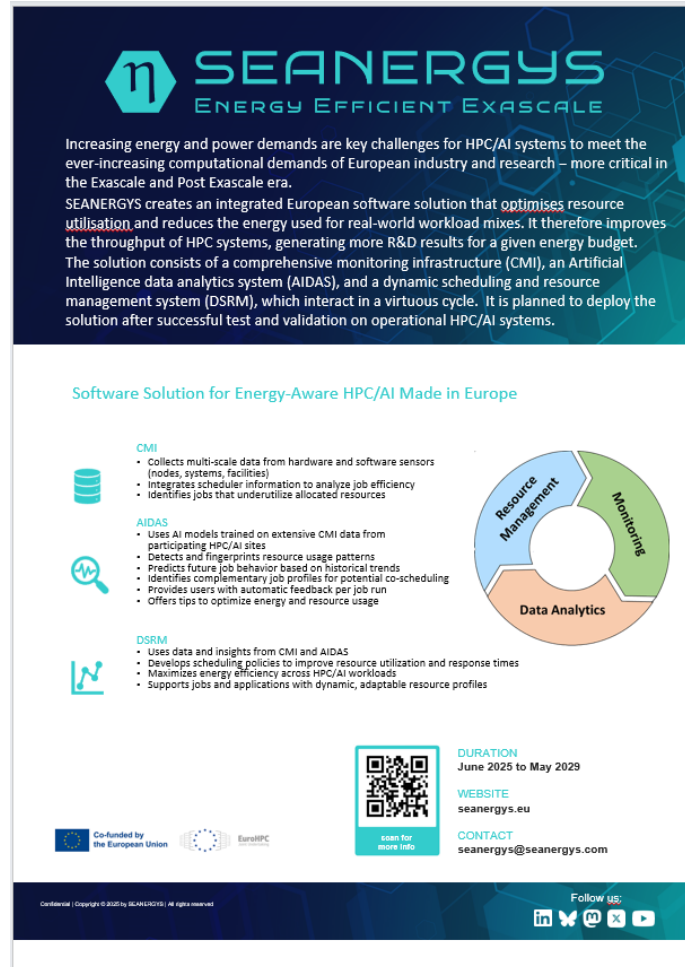 η SEANERGYS
ENERGY EFFICIENT EXASCALE
Increasing energy and power demands are key challenges for HPC/AI systems to meet the
ever-increasing computational demands of European industry and research – more critical in
the Exascale and Post Exascale era.
SEANERGYS creates an integrated European software solution that optimises resource
utilisation and reduces the energy used for real-world workload mixes. It therefore improves
the throughput of HPC systems, generating more R&D results for a given energy budget.
The solution consists of a comprehensive monitoring infrastructure (CMI), an Artificial
Intelligence data analytics system (AIDAS), and a dynamic scheduling and resource
management system (DSRM), which interact in a virtuous cycle.  It is planned to deploy the
solution after successful test and validation on operational HPC/AI systems.
Software Solution for Energy-Aware HPC/AI Made in Europe
CMI
• Collects multi-scale data from hardware and software sensors
(nodes, systems, facilities)
• Integrates scheduler information to analyze job efficiency
• Identifies jobs that underutilize allocated resources
AIDAS
• Uses AI models trained on extensive CMI data from
participating HPC/AI sites
• Detects and fingerprints resource usage patterns
• Predicts future job behavior based on historical trends
• Identifies complementary job profiles for potential co-scheduling
• Provides users with automatic feedback per job run
• Offers tips to optimize energy and resource usage
DSRM
• Uses data and insights from CMI and AIDAS
• Develops scheduling policies to improve resource utilization and response times
• Maximizes energy efficiency across HPC/AI workloads
• Supports jobs and applications with dynamic, adaptable resource profiles
Resource
Management
Monitoring
Data Analytics
scan for
more info
DURATION
June 2025 to May 2029
WEBSITE
seanergys.eu
CONTACT
seanergys@seanergys.com
Co-funded by
the European Union
EuroHPC
Confidential | Copyright © 2025 by SEANERGYS | All rights reserved
Follow us: